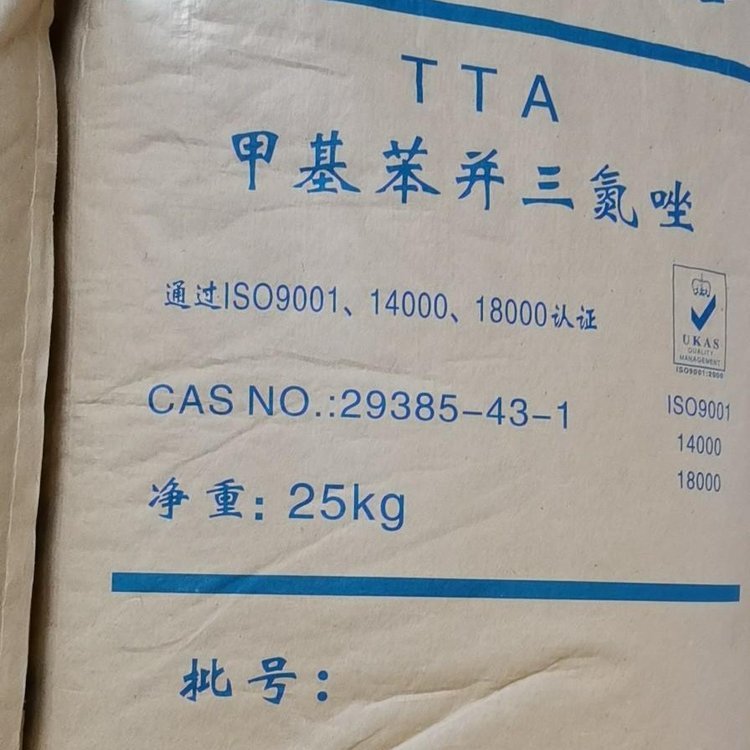 TTA
甲基苯并三氮唑
通过ISO9001、14000、18000认证
UKAS
QUALITY
MANAGEMENT
ISO9001:2000
CAS NO.:29385-43-1
ISO9001
14000
18000
净重: 25kg
批号: